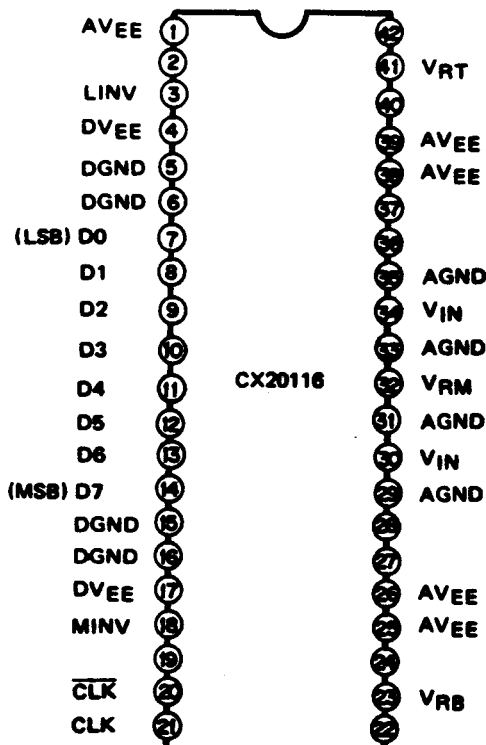 AVEE 1 42
2 41 VRT
LINV 3 40
DVEE 4 39 AVEE
DGND 5 38 AVEE
DGND 6 37
(LSB) D0 7 36
D1 8 35 AGND
D2 9 34 VIN
D3 10 33 AGND
D4 11 CX20116 32 VRM
D5 12 31 AGND
D6 13 30 VIN
(MSB) D7 14 29 AGND
DGND 15 28
DGND 16 27
DVEE 17 26 AVEE
MINV 18 25 AVEE
19 24
C̅L̅K̅ 20 23 VRB
CLK 21 22